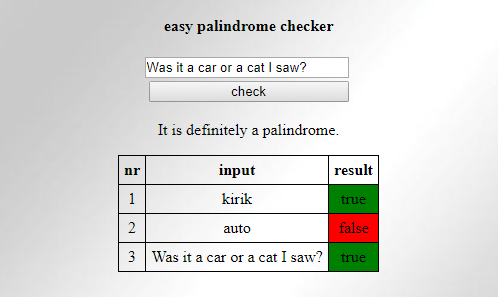 easy palindrome checker
Was it a car or a cat I saw?
check
It is definitely a palindrome.
nr input result
1 kirik true
2 auto false
3 Was it a car or a cat I saw? true